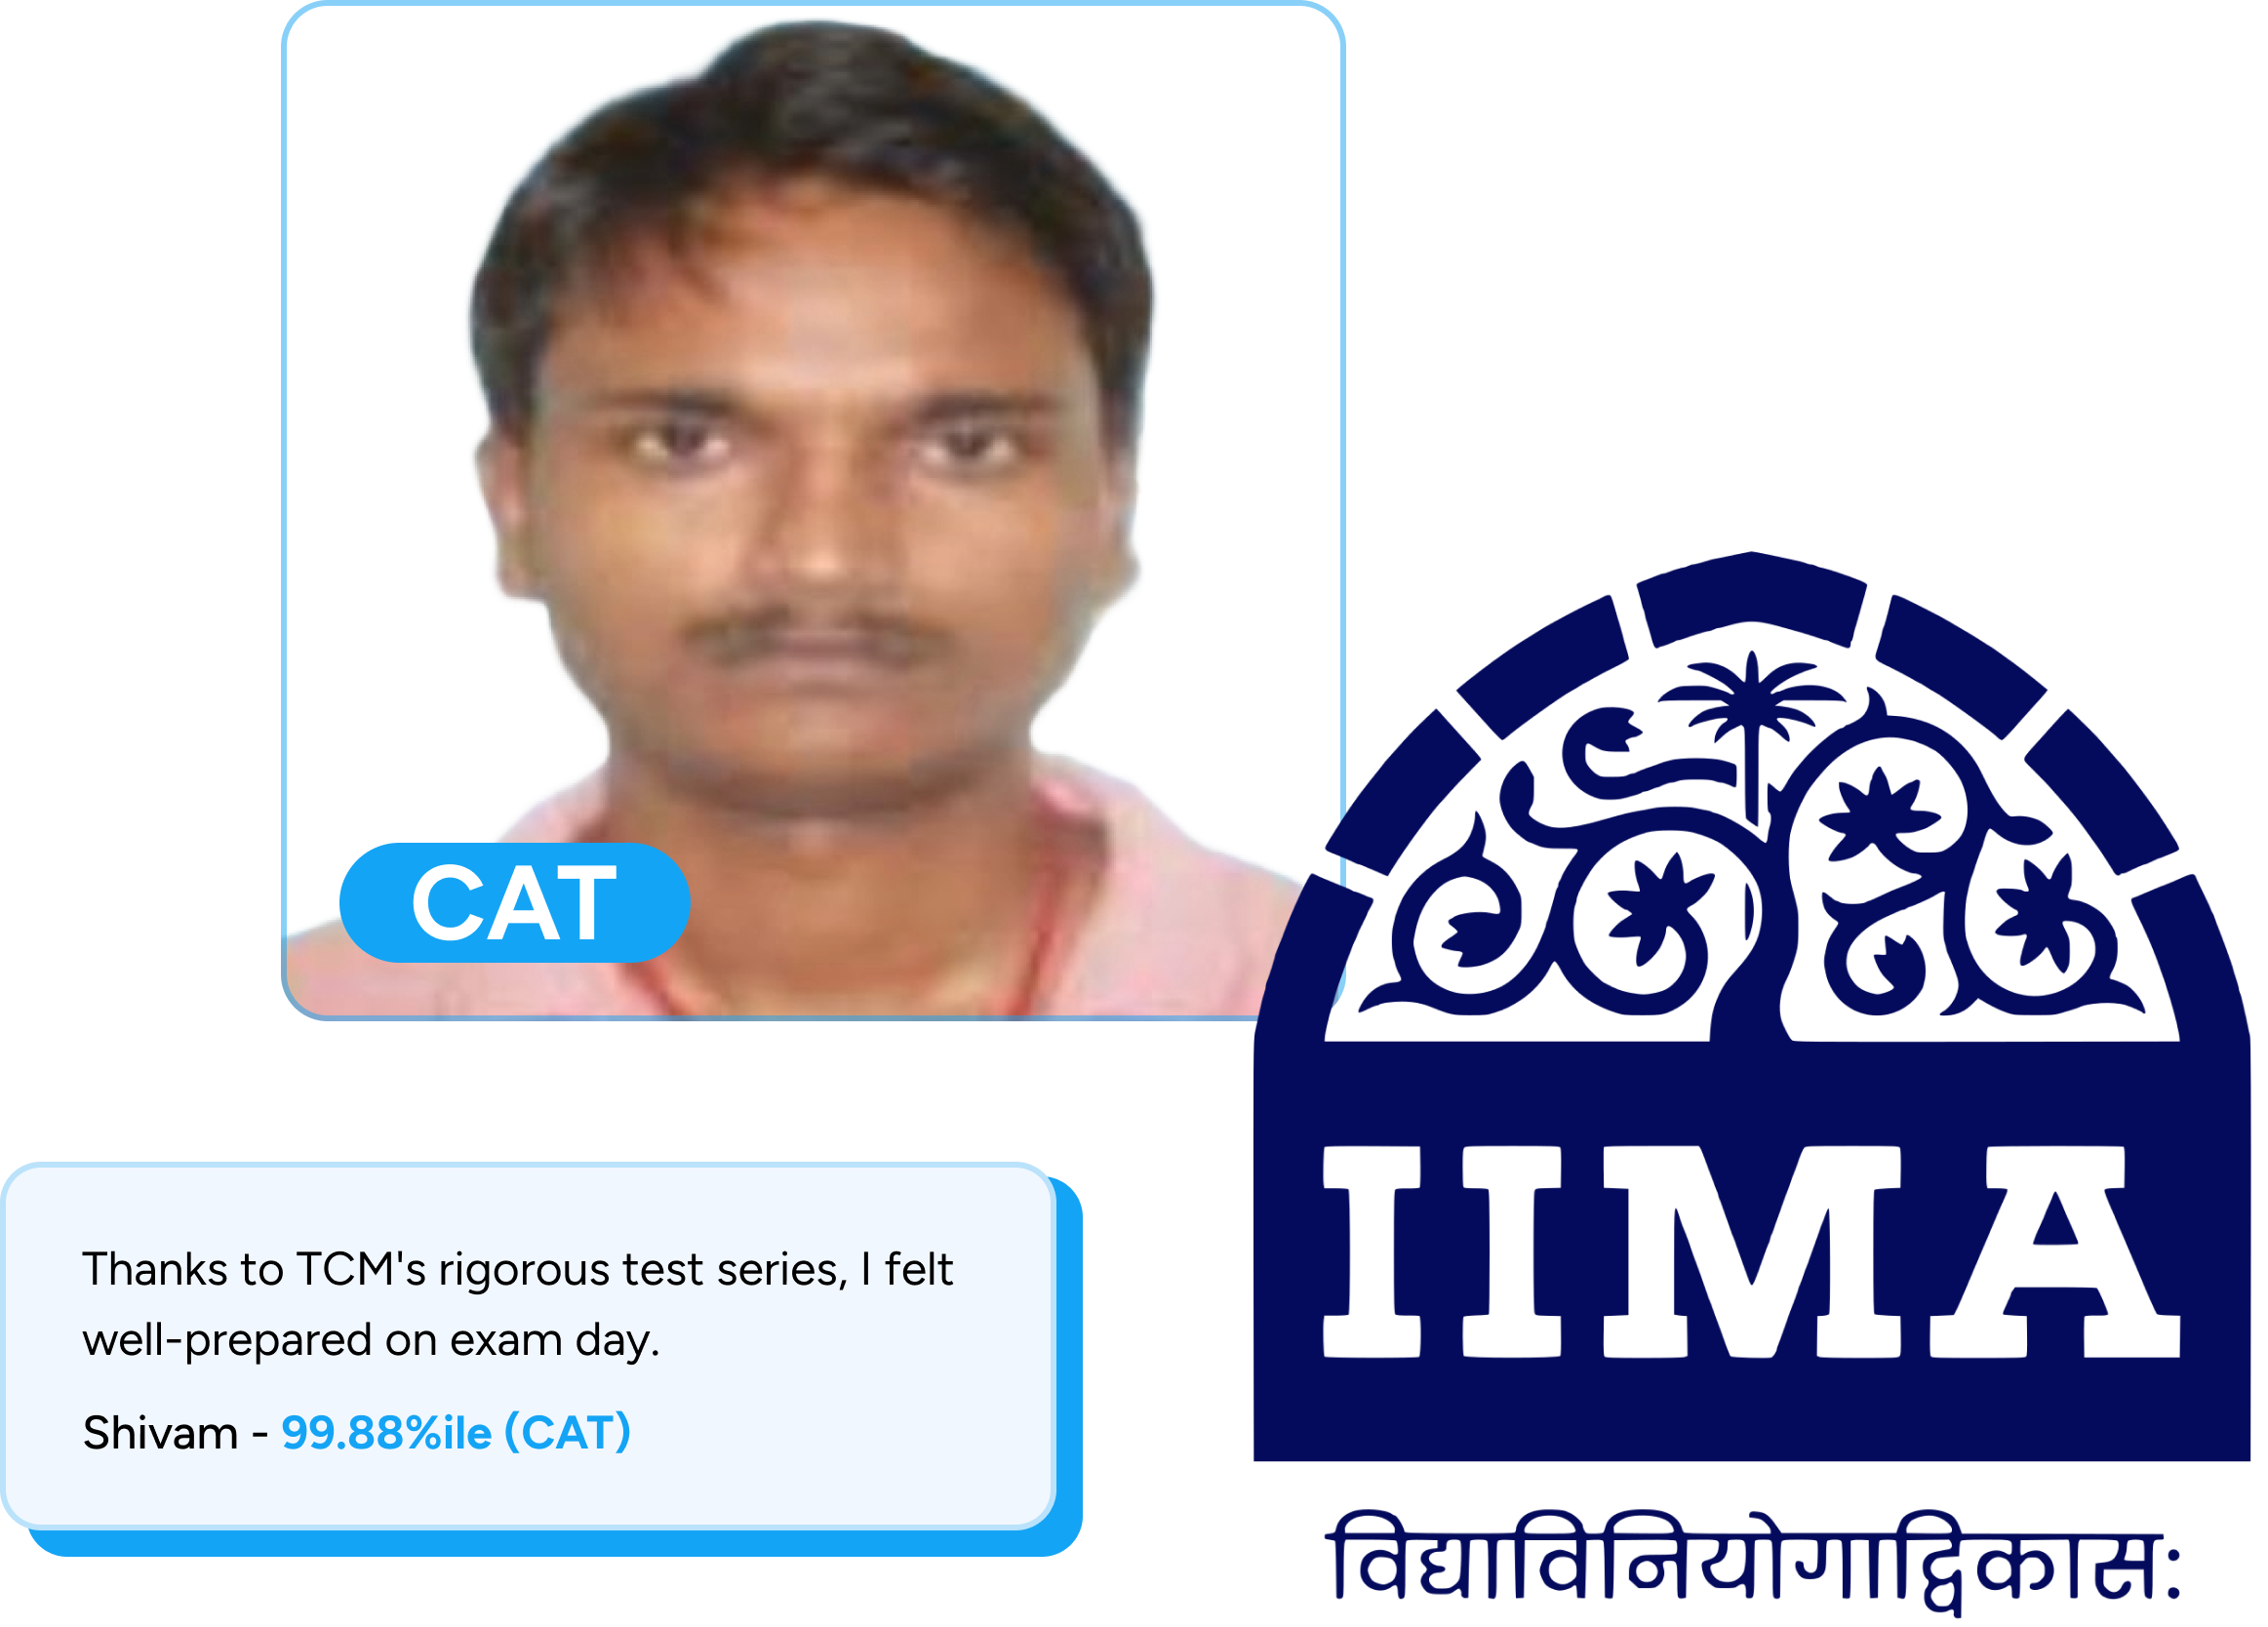 CAT
Thanks to TCM's rigorous test series, I felt
well-prepared on exam day.
Shivam - 99.88%ile (CAT)
IIMA
विद्याविनियोगाद्विकास: